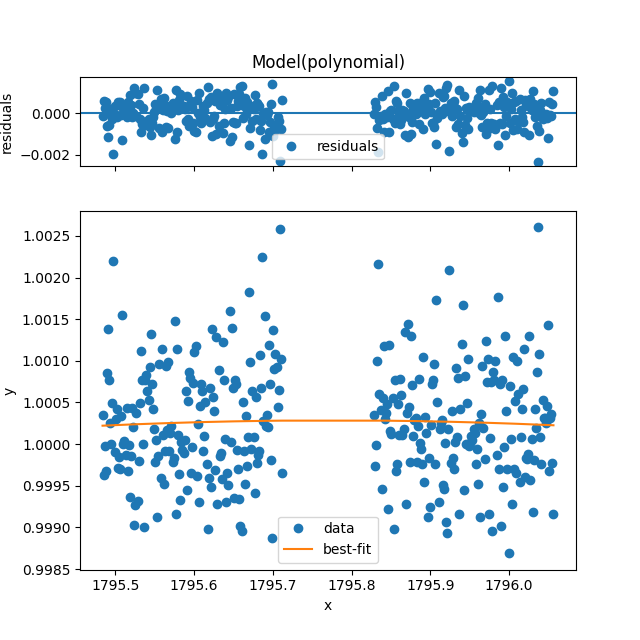 Model(polynomial)
residuals
0.000
−0.002
residuals
y
1.0025
1.0020
1.0015
1.0010
1.0005
1.0000
0.9995
0.9990
0.9985
data
best-fit
1795.5 1795.6 1795.7 1795.8 1795.9 1796.0
x